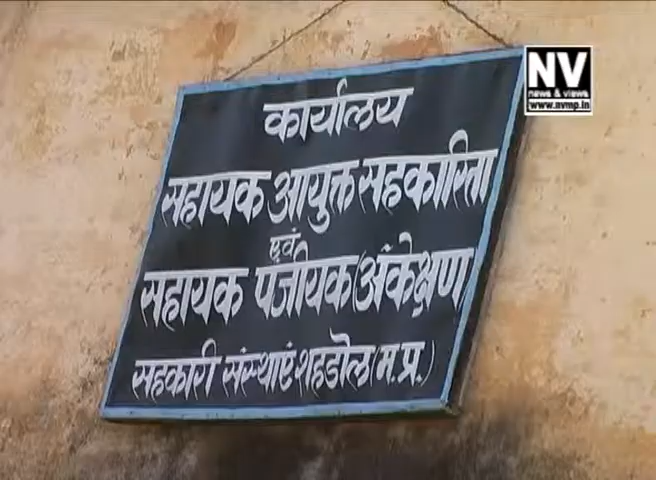 कार्यालय
सहायक आयुक्त सहकारिता
एवं
सहायक पंजीयक (अंकेक्षण)
सहकारी संस्थाएं शहडोल (म.प्र.)
NV
news & views
www.nvmp.in